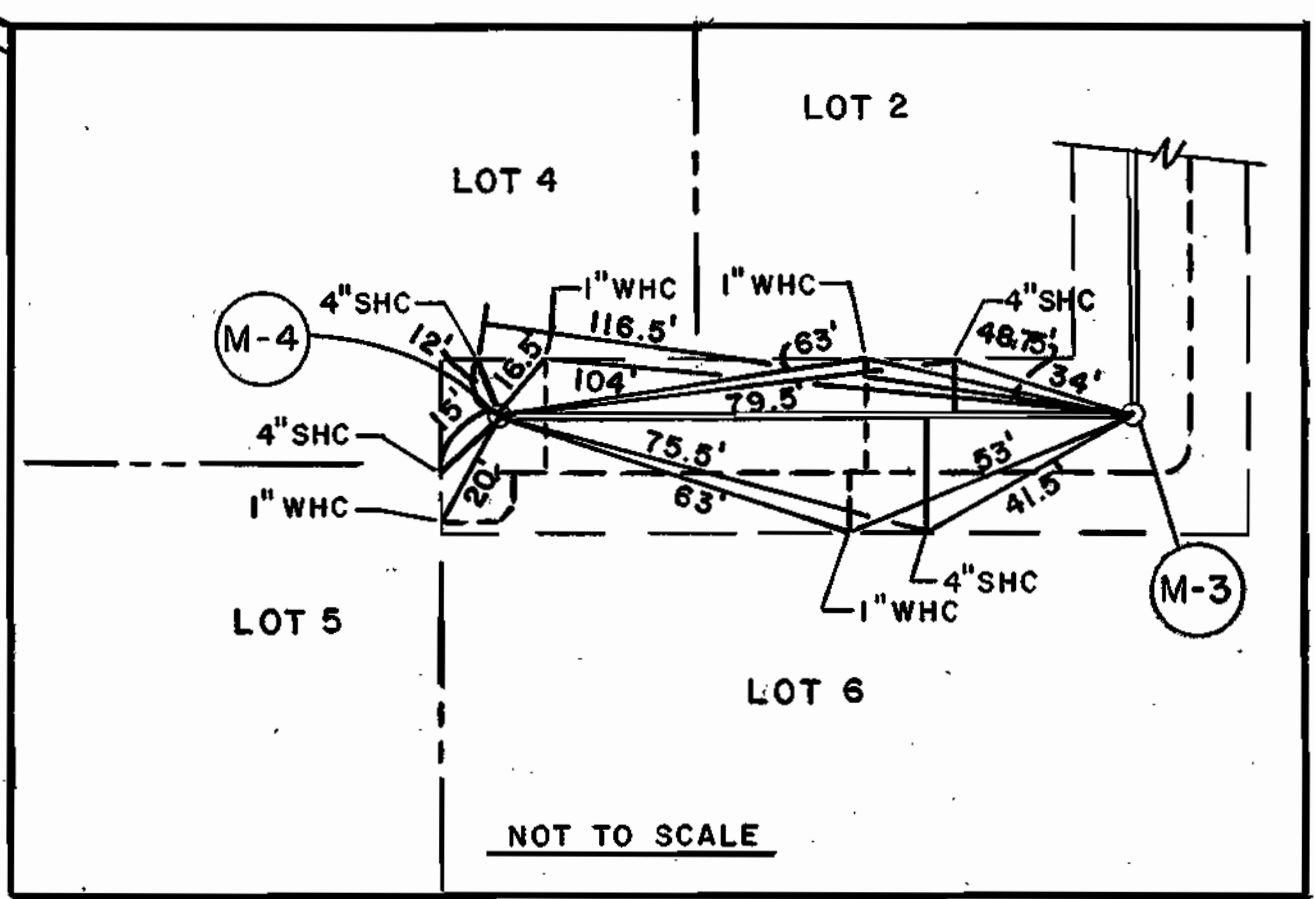 LOT 2
LOT 4
4" SHC
1" WHC
1" WHC
4" SHC
M-4
12'
16.5'
116.5'
63'
48.75'
104'
34'
15'
79.5'
4" SHC
75.5'
53'
20'
63'
41.5'
1" WHC
4" SHC
M-3
1" WHC
LOT 5
LOT 6
NOT TO SCALE